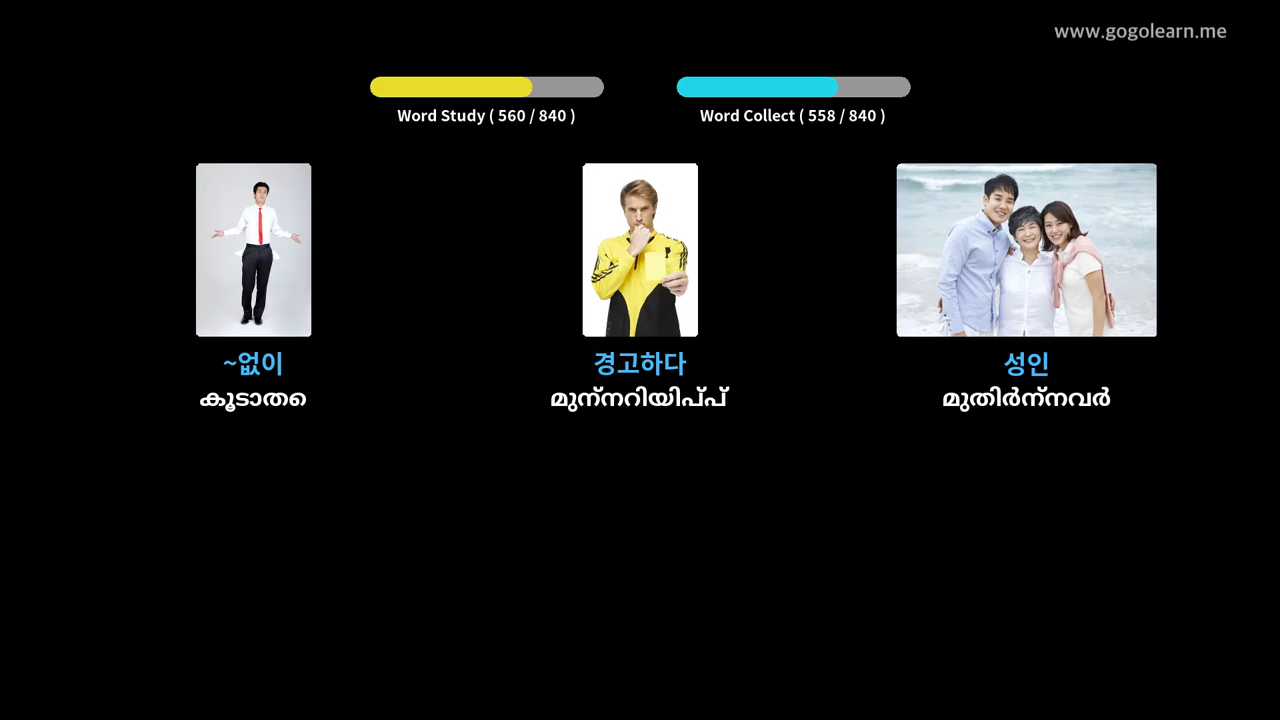 www.gogolearn.me
Word Study ( 560 / 840 )
Word Collect ( 558 / 840 )
~없이
കൂടാതെ
경고하다
മുന്നറിയിപ്പ്
성인
മുതിർന്നവർ